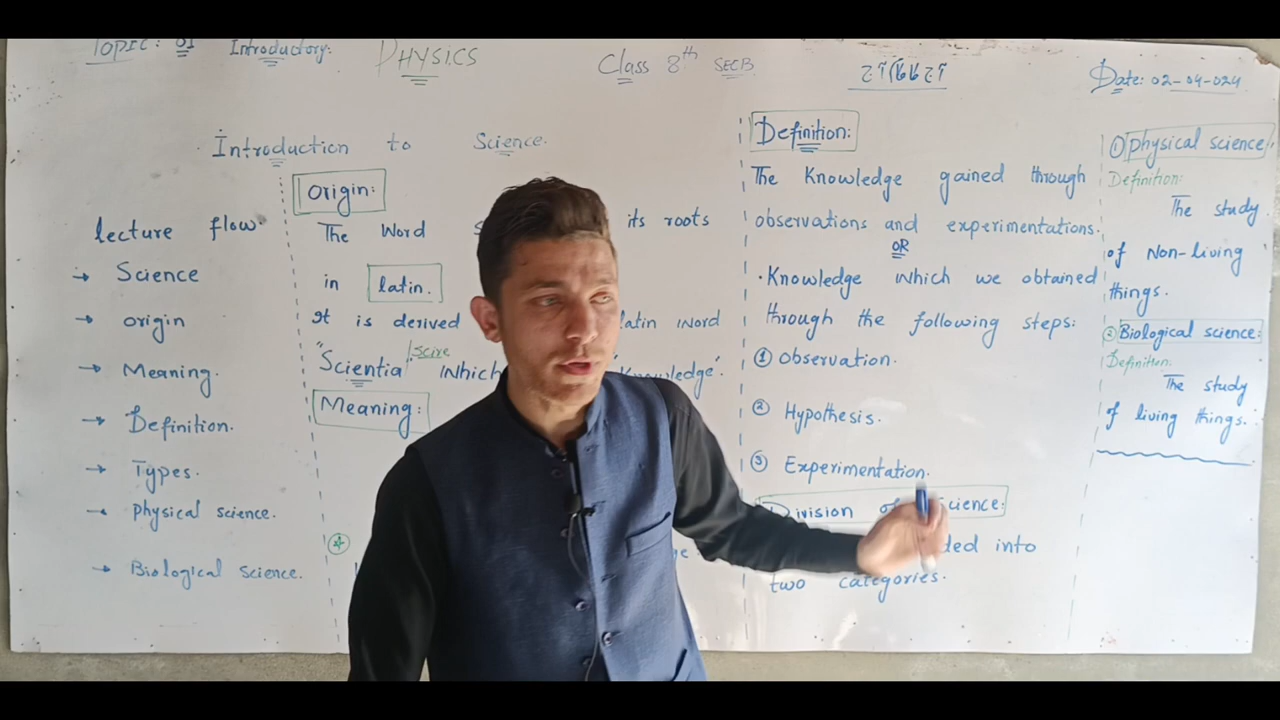 Topic: 01 Introductory: PHYSICS Class 8th SEC B Date: 02-04-024
Introduction to Science.
lecture flow
→ Science
→ origin
→ Meaning.
→ Definition.
→ Types.
→ Physical science.
→ Biological science.
Origin:
The Word its roots
in latin.
It is derived latin word
"Scientia / Scire which "Knowledge".
Meaning:
Definition:
The Knowledge gained through
observations and experimentations.
OR
. Knowledge which we obtained
through the following steps:
① Observation.
② Hypothesis.
③ Experimentation.
Division science:
into
two categories.
① Physical science
Definition:
The study
of Non-living
things.
② Biological science:
Definition:
The study
of living things.